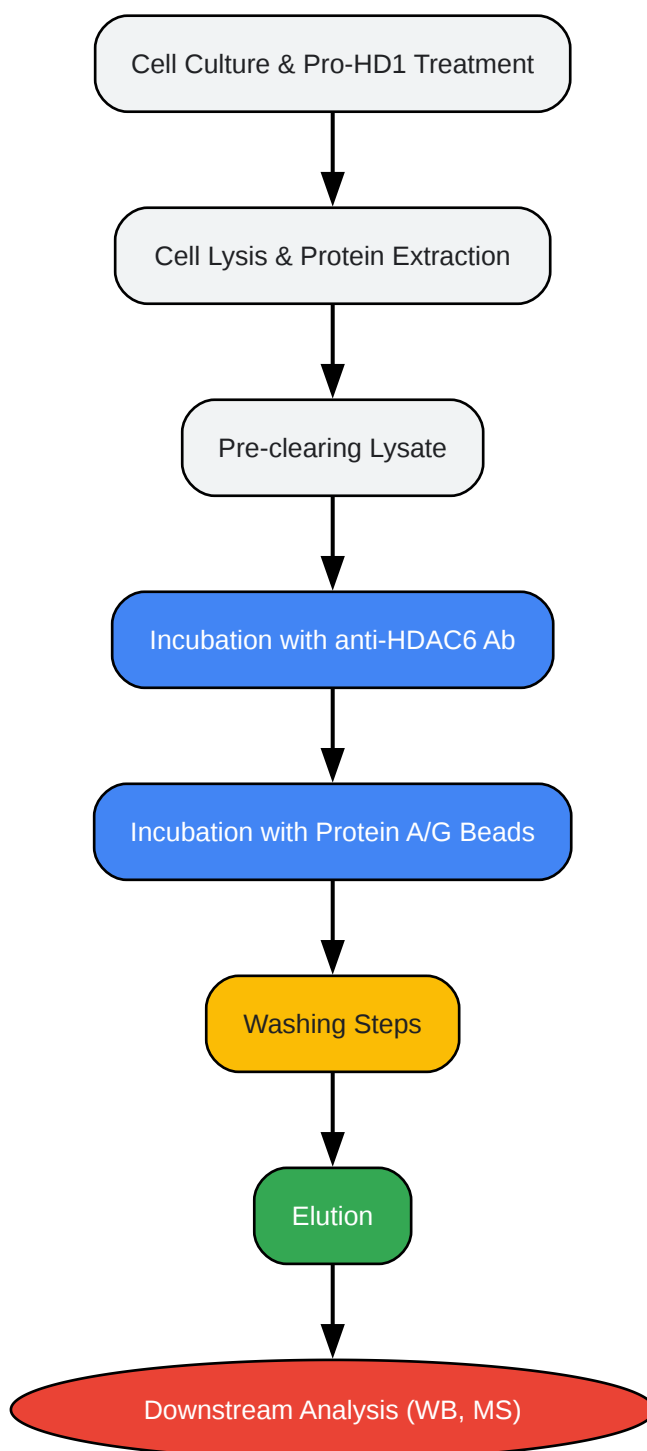 Cell Culture & Pro-HD1 Treatment
Cell Lysis & Protein Extraction
Pre-clearing Lysate
Incubation with anti-HDAC6 Ab
Incubation with Protein A/G Beads
Washing Steps
Elution
Downstream Analysis (WB, MS)